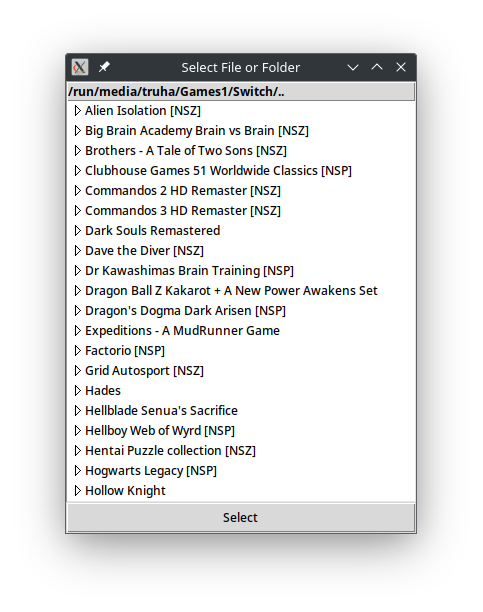 Select File or Folder
/run/media/truha/Games1/Switch/..
Alien Isolation [NSZ]
Big Brain Academy Brain vs Brain [NSZ]
Brothers - A Tale of Two Sons [NSZ]
Clubhouse Games 51 Worldwide Classics [NSP]
Commandos 2 HD Remaster [NSZ]
Commandos 3 HD Remaster [NSZ]
Dark Souls Remastered
Dave the Diver [NSZ]
Dr Kawashimas Brain Training [NSP]
Dragon Ball Z Kakarot + A New Power Awakens Set
Dragon's Dogma Dark Arisen [NSP]
Expeditions - A MudRunner Game
Factorio [NSP]
Grid Autosport [NSZ]
Hades
Hellblade Senua's Sacrifice
Hellboy Web of Wyrd [NSP]
Hentai Puzzle collection [NSZ]
Hogwarts Legacy [NSP]
Hollow Knight
Select